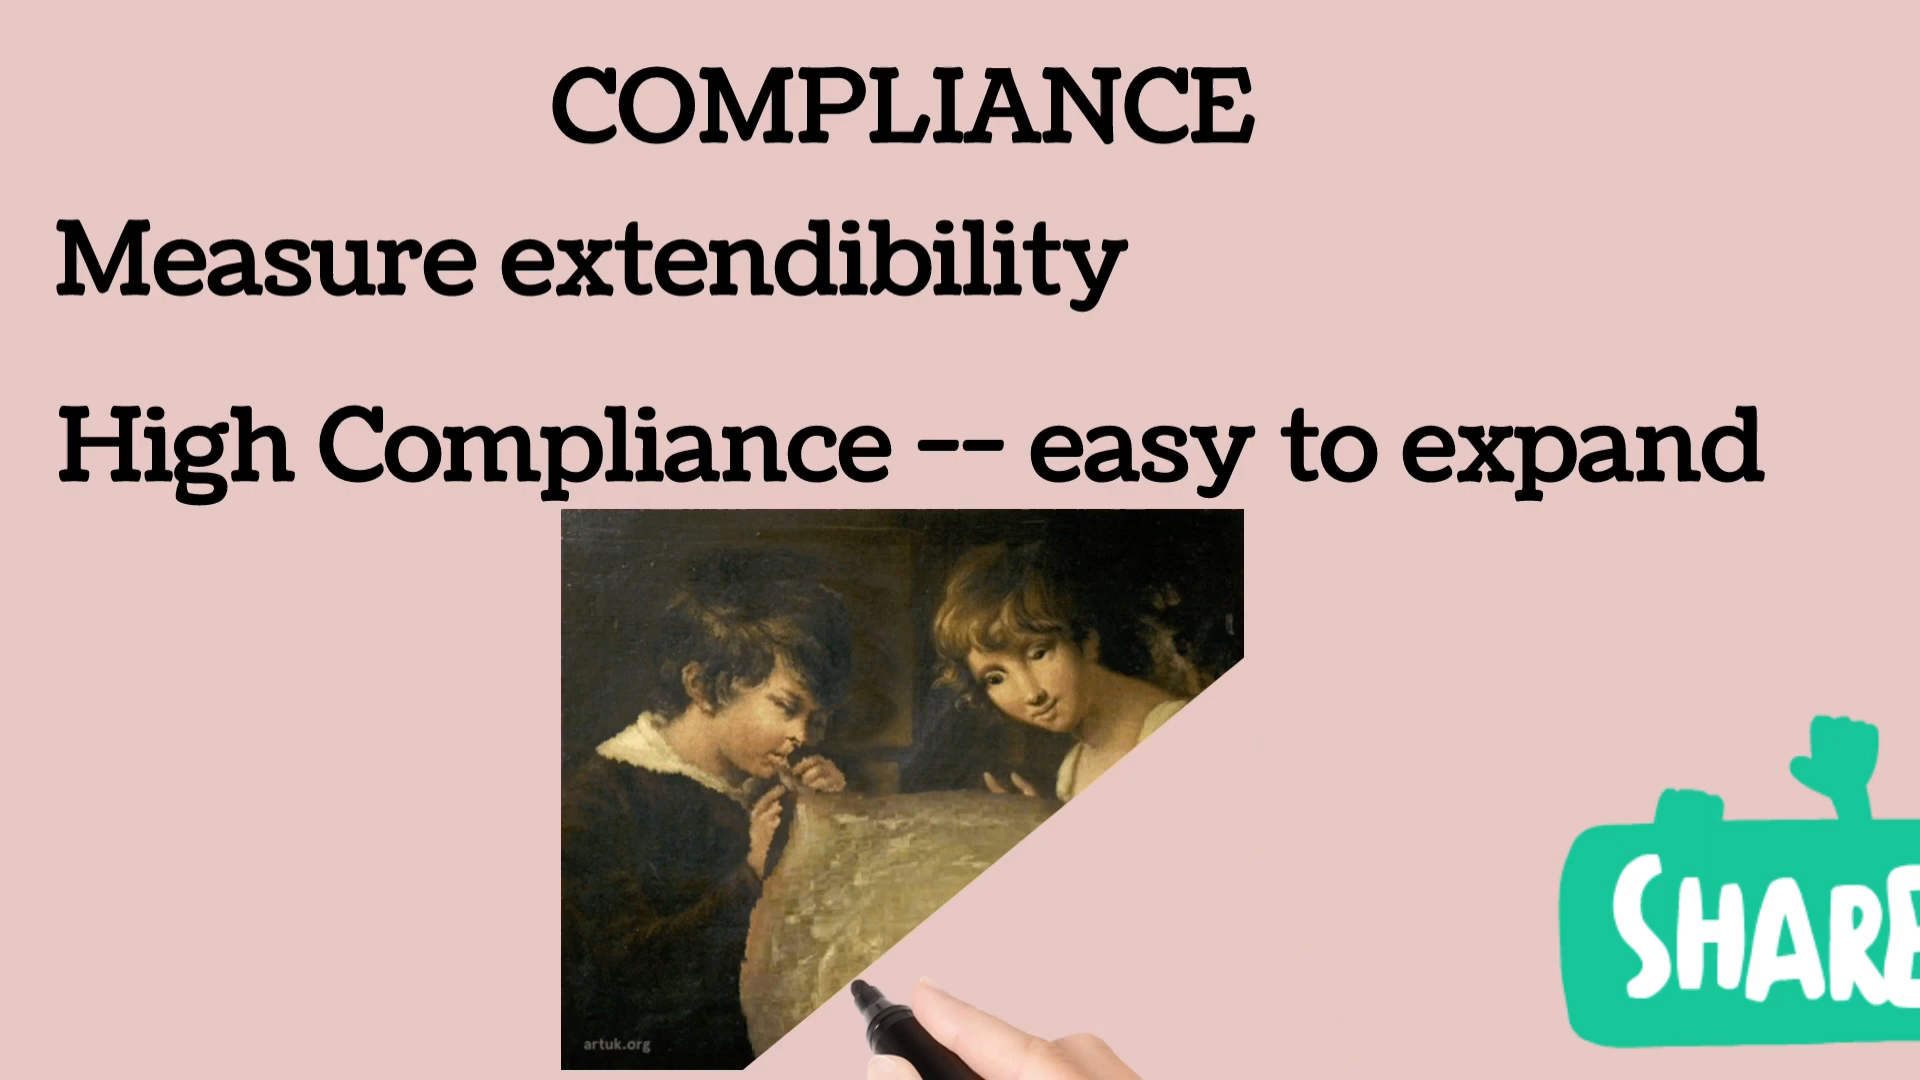 COMPLIANCE
Measure extendibility
High Compliance -- easy to expand
artuk.org
SHARE